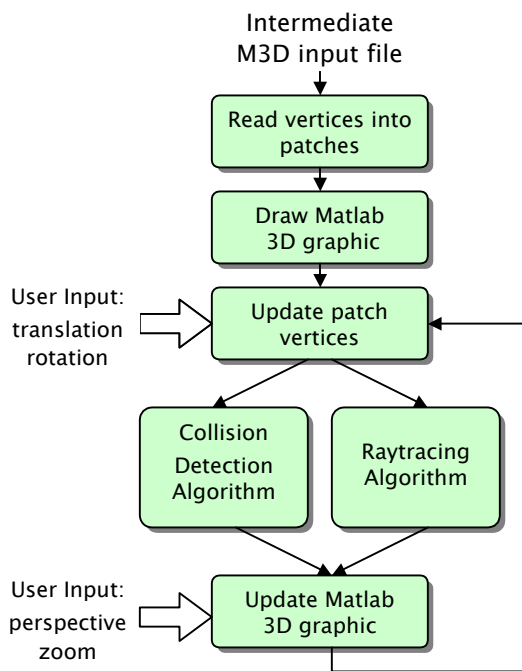 Intermediate
M3D input file
Read vertices into
patches
Draw Matlab
3D graphic
User Input:
translation
rotation
Update patch
vertices
Collision
Detection
Algorithm
Raytracing
Algorithm
User Input:
perspective
zoom
Update Matlab
3D graphic